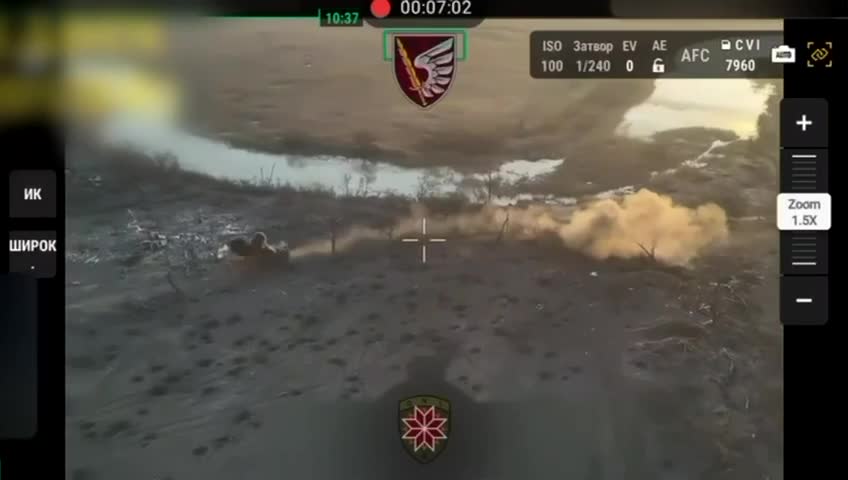 10:37
00:07:02
ISO Затвор EV AE
100 1/240 0
AFC
CVI
7960
AUTO
+
ИК
Zoom
1.5X
ШИРОК
.
−